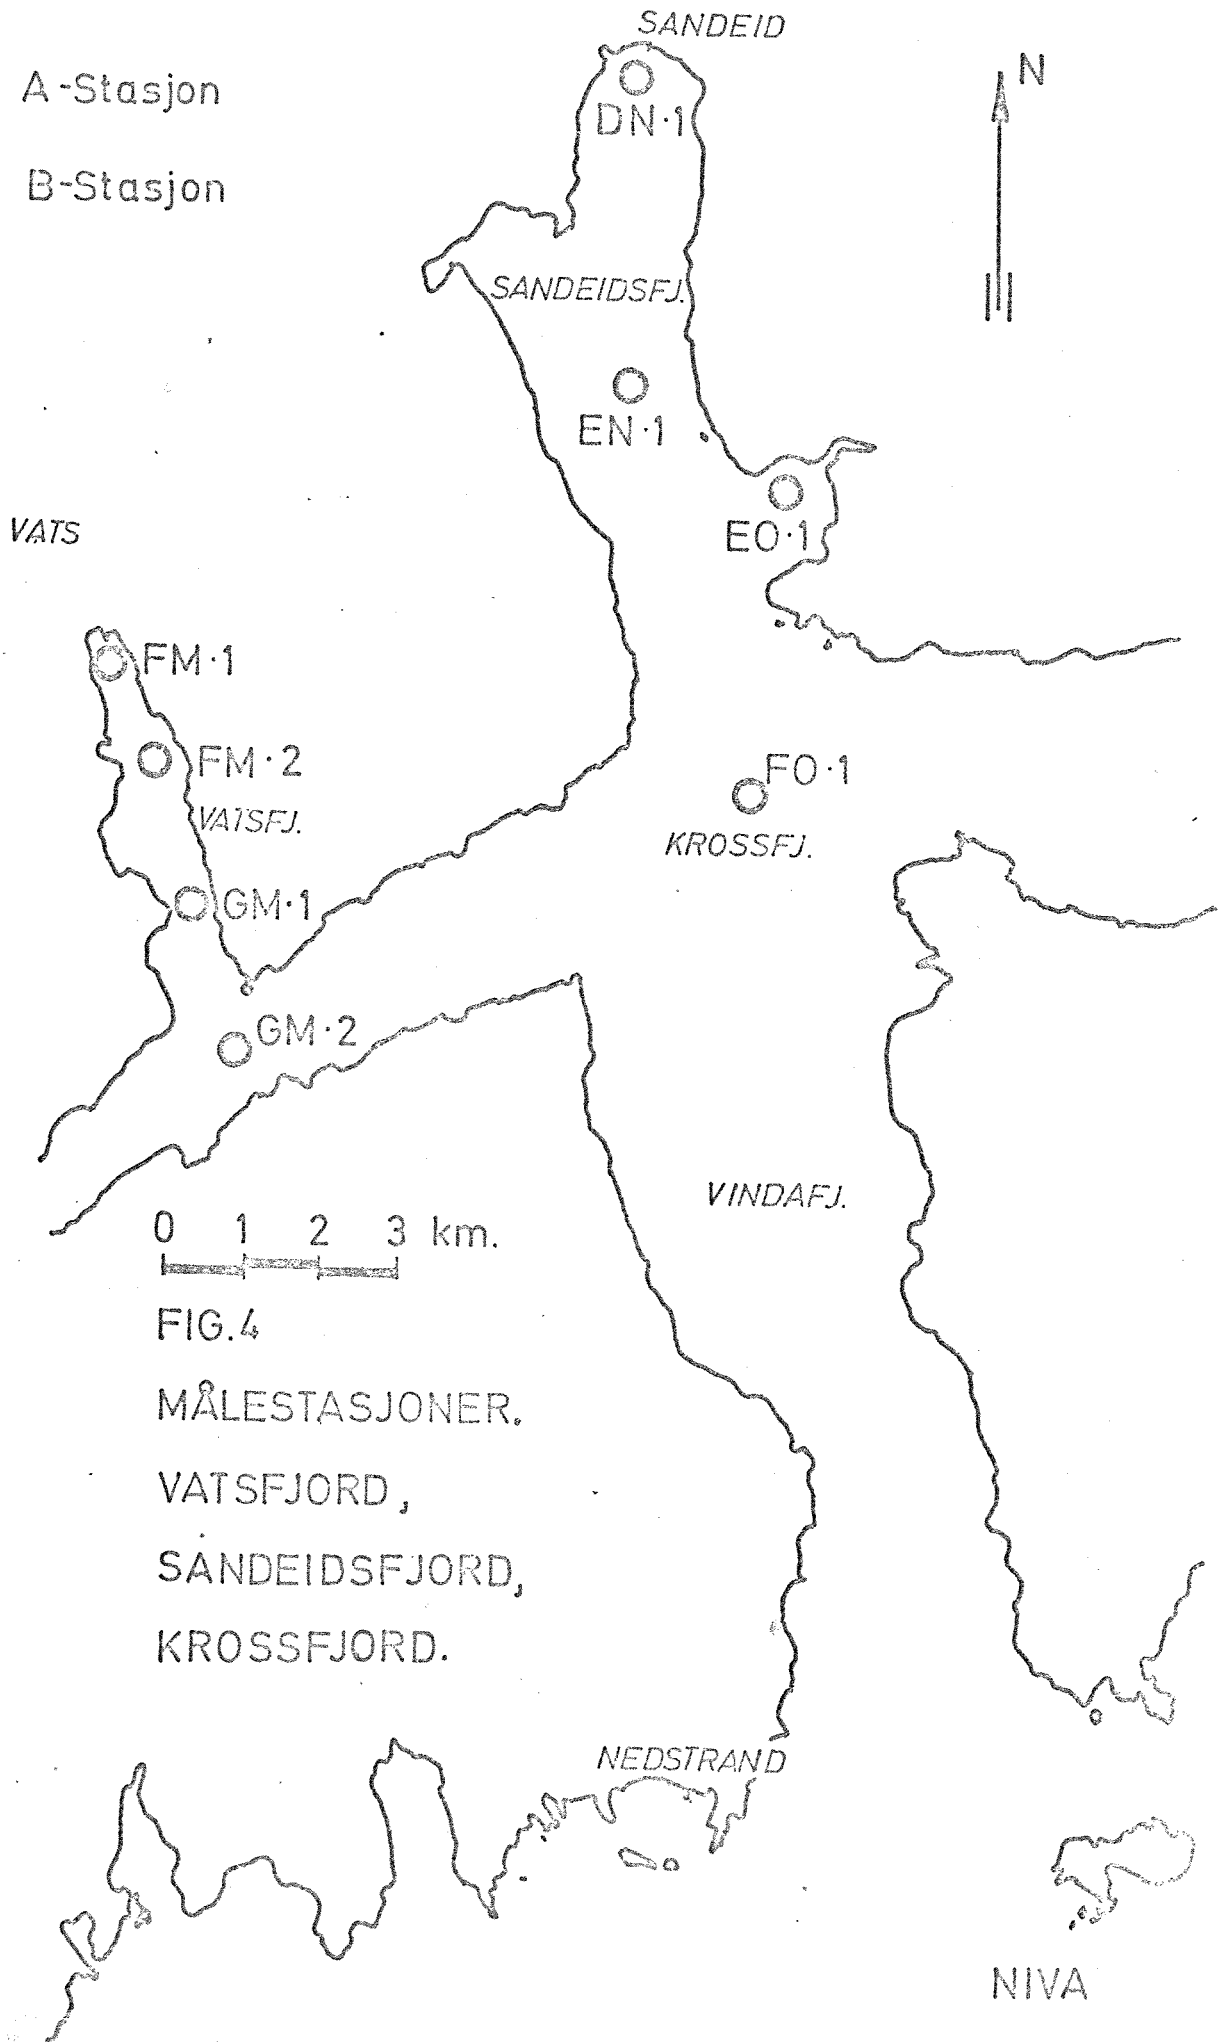 SANDEID
A-Stasjon
N
DN·1
B-Stasjon
SANDEIDSFJ.
EN·1
VATS
EO·1
FM·1
FM·2
FO·1
VATSFJ.
KROSSFJ.
GM·1
GM·2
VINDAFJ.
0 1 2 3 km.
FIG.4
MÅLESTASJONER.
VATSFJORD,
SANDEIDSFJORD,
KROSSFJORD.
NEDSTRAND
NIVA